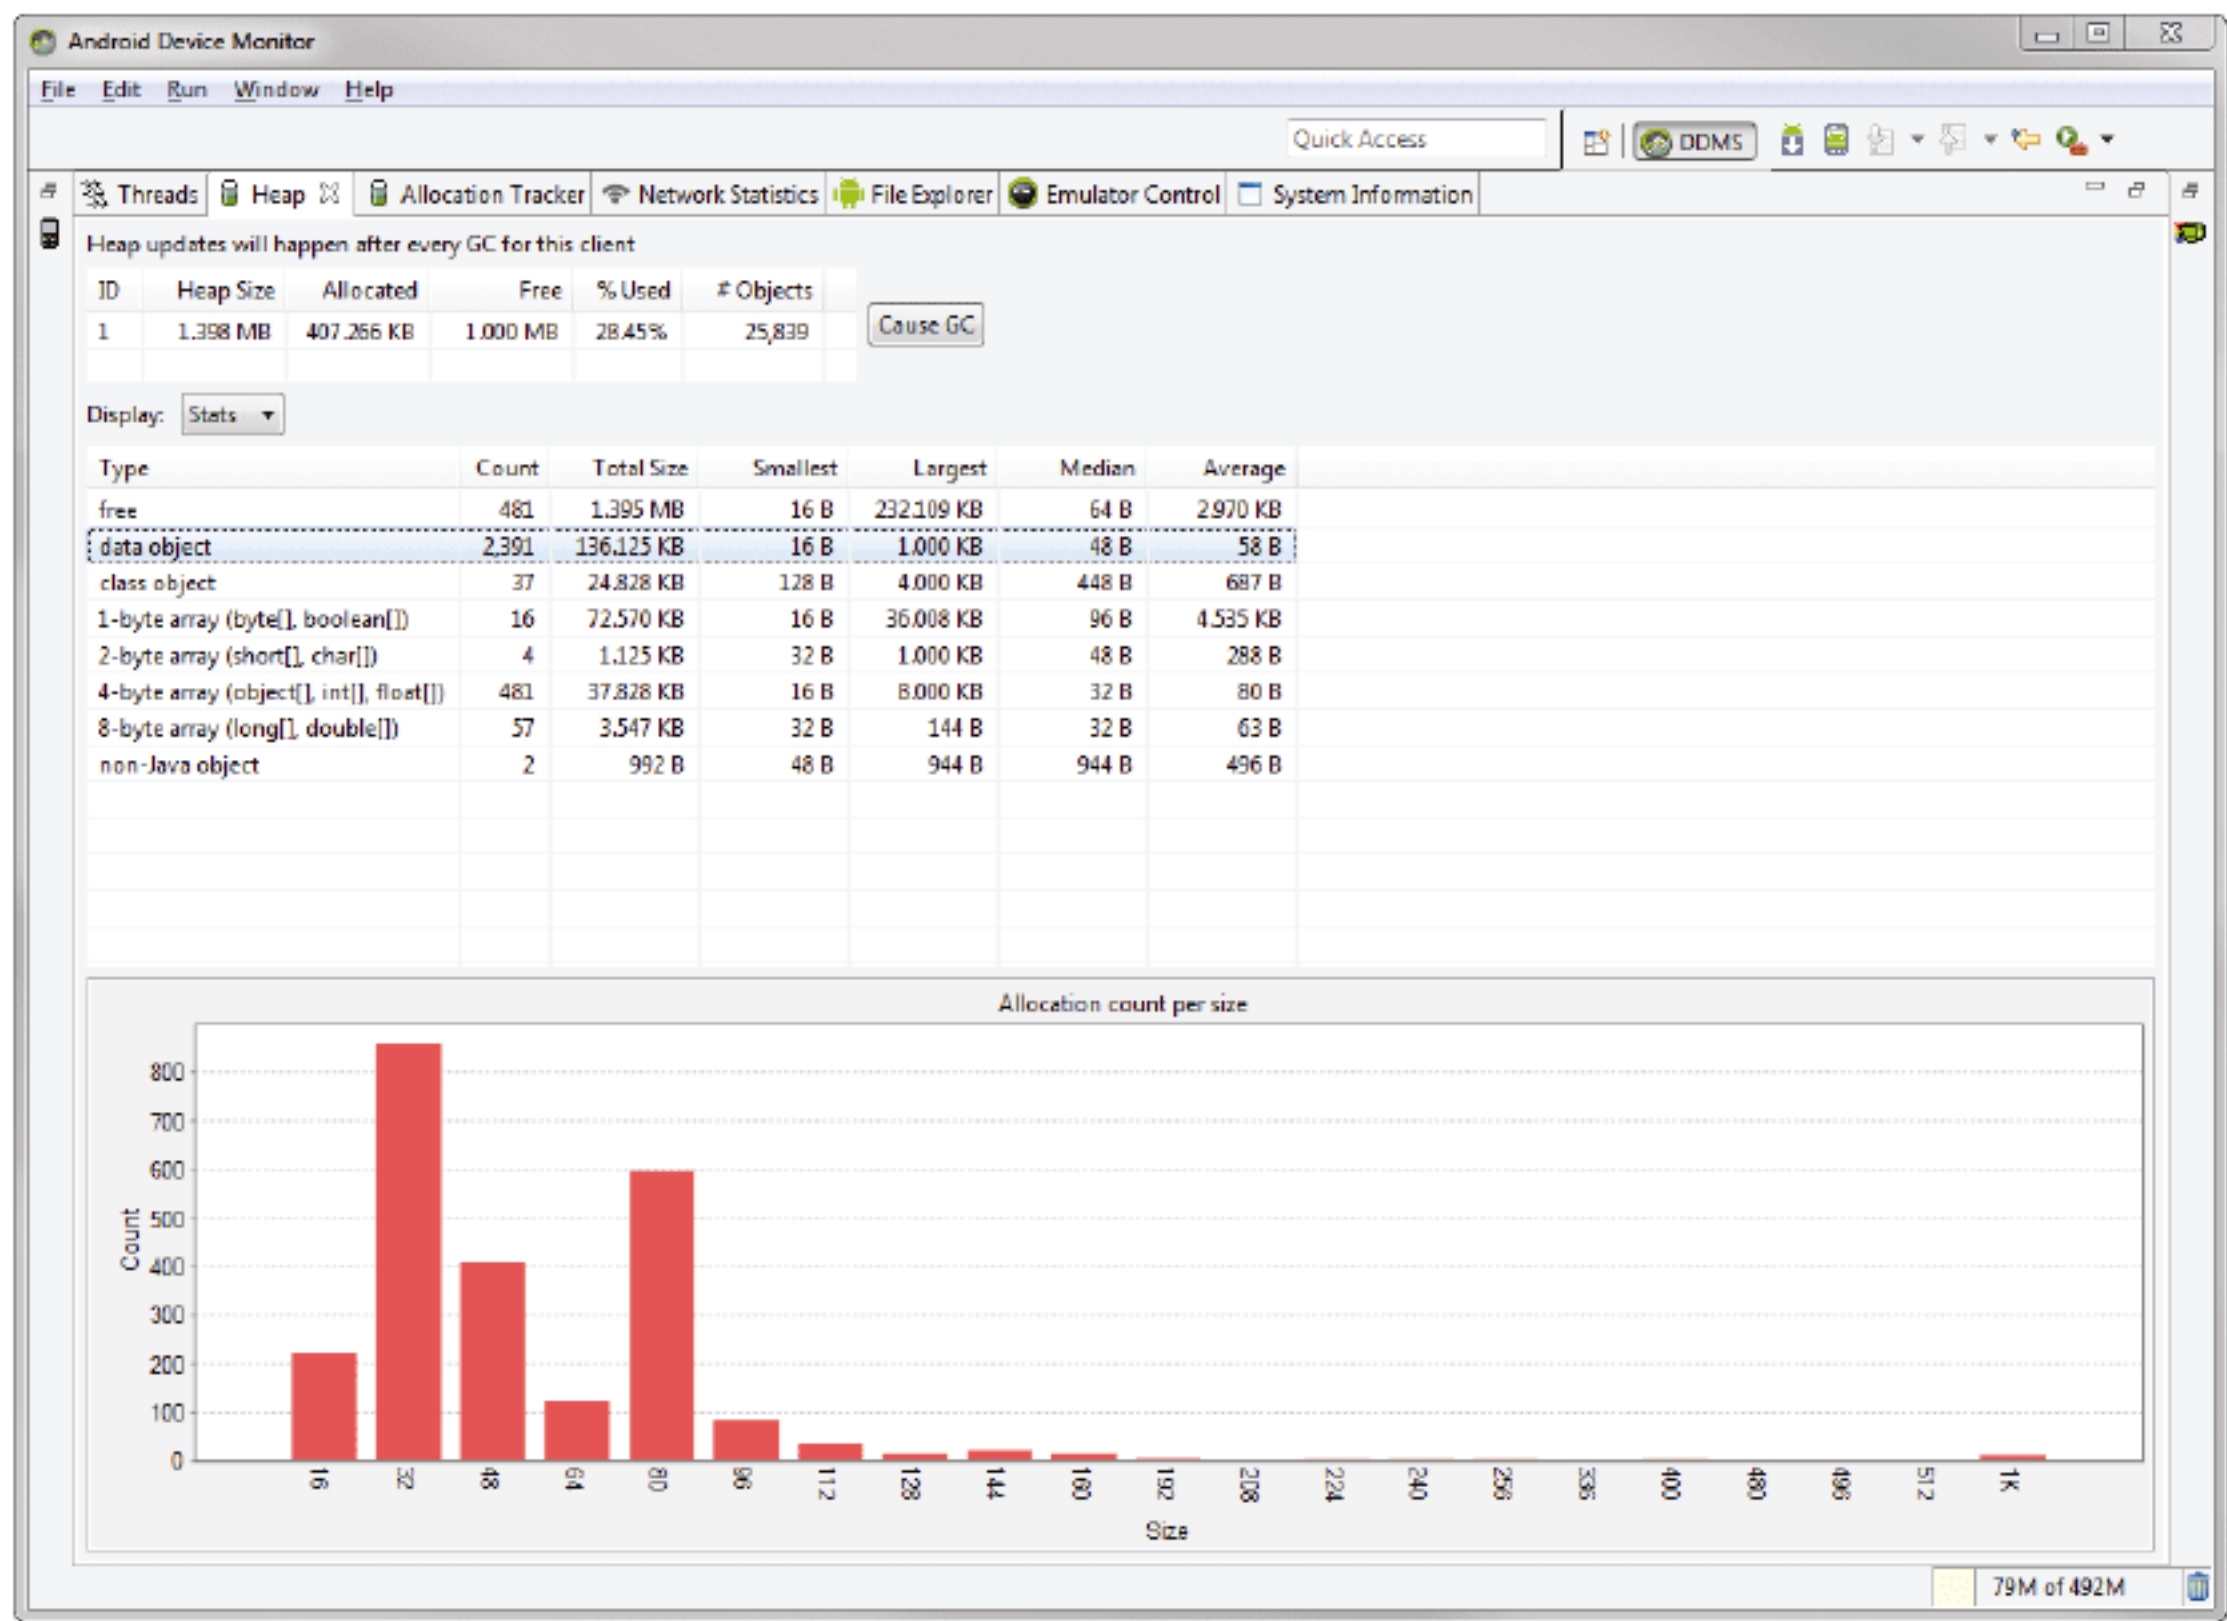 Android Device Monitor
File Edit Run Window Help
Quick Access DDMS
Threads Heap Allocation Tracker Network Statistics File Explorer Emulator Control System Information
Heap updates will happen after every GC for this client
ID Heap Size Allocated Free % Used # Objects
1 1.398 MB 407.266 KB 1.000 MB 28.45% 25,839
Cause GC
Display: Stats
Type Count Total Size Smallest Largest Median Average
free 481 1.395 MB 16 B 232.109 KB 64 B 2.970 KB
data object 2,391 136.125 KB 16 B 1.000 KB 48 B 58 B
class object 37 24.828 KB 128 B 4.000 KB 448 B 687 B
1-byte array (byte[], boolean[]) 16 72.570 KB 16 B 36.008 KB 96 B 4.535 KB
2-byte array (short[], char[]) 4 1.125 KB 32 B 1.000 KB 48 B 288 B
4-byte array (object[], int[], float[]) 481 37.828 KB 16 B 8.000 KB 32 B 80 B
8-byte array (long[], double[]) 57 3.547 KB 32 B 144 B 32 B 63 B
non-Java object 2 992 B 48 B 944 B 944 B 496 B
Allocation count per size
800
700
600
500
400
300
200
100
0
Count
16 32 48 64 80 96 112 128 144 160 192 208 224 240 256 336 400 480 496 512 1K
Size
79M of 492M